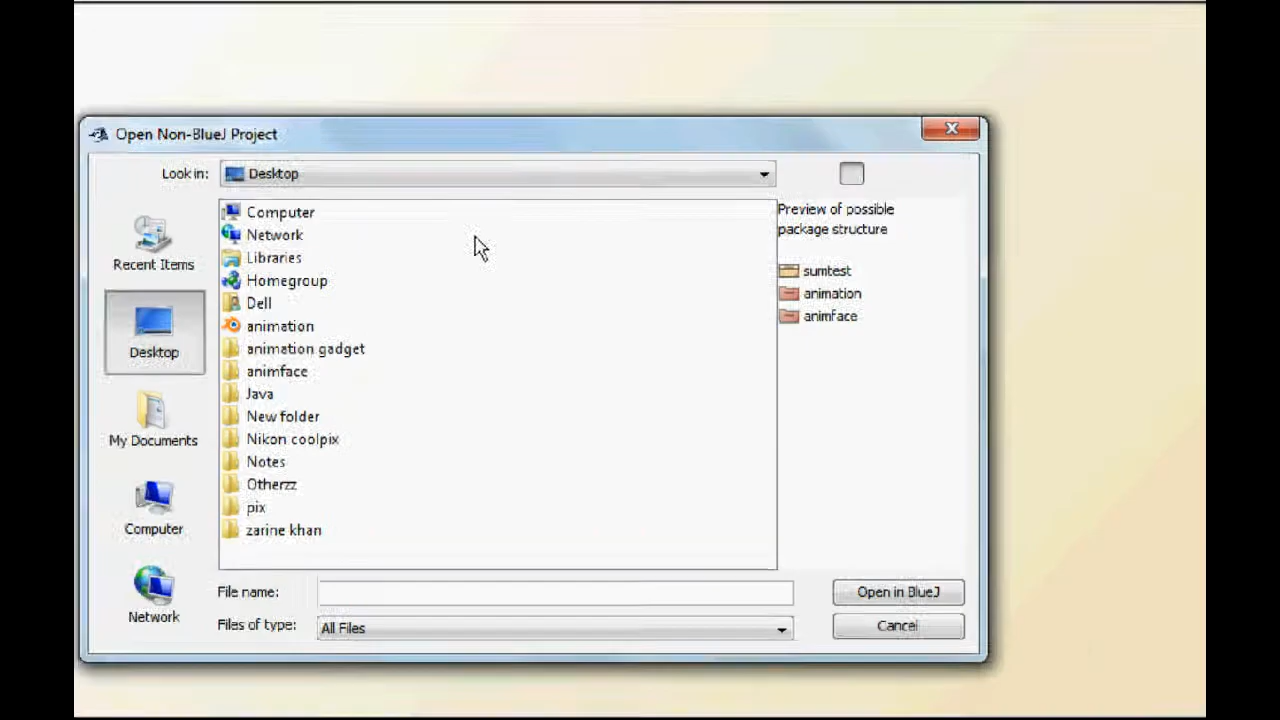 Open Non-BlueJ Project
Look in:
Desktop
Recent Items
Desktop
My Documents
Computer
Network
Computer
Network
Libraries
Homegroup
Dell
animation
animation gadget
animface
Java
New folder
Nikon coolpix
Notes
Otherzz
pix
zarine khan
Preview of possible
package structure
sumtest
animation
animface
File name:
Open in BlueJ
Files of type:
All Files
Cancel